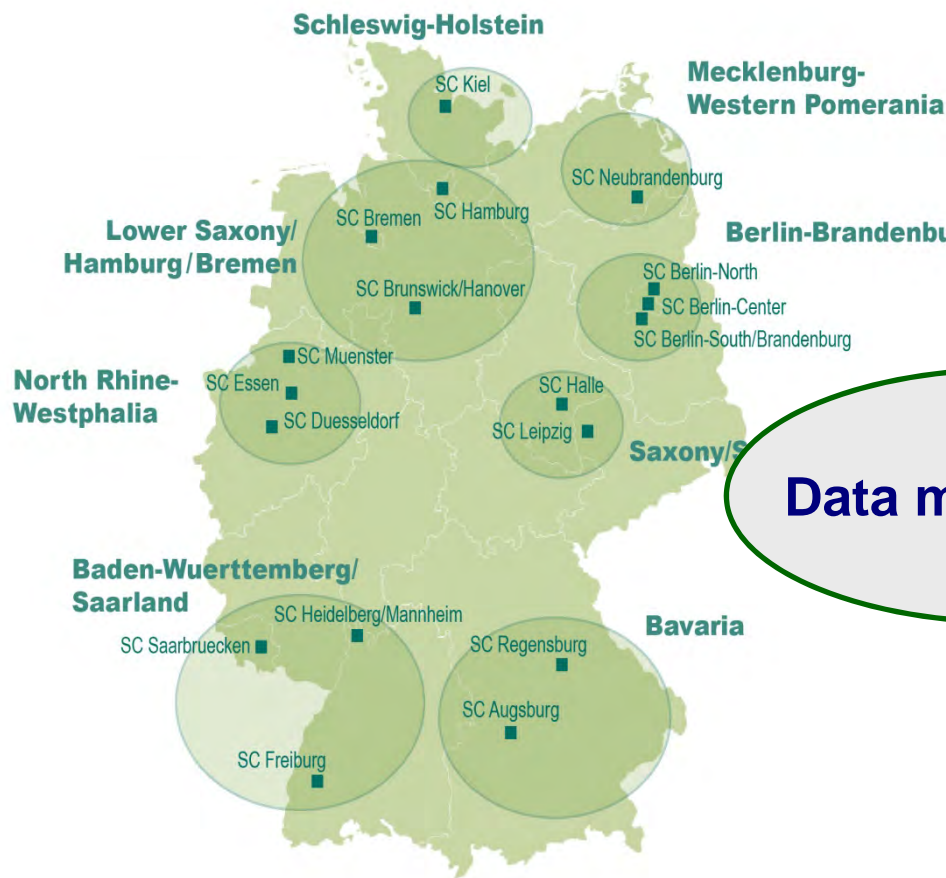 Schleswig-Holstein
SC Kiel
Mecklenburg-
Western Pomerania
SC Neubrandenburg
SC Hamburg
SC Bremen
Lower Saxony/
Hamburg/Bremen
SC Brunswick/Hanover
SC Berlin-North
SC Berlin-Center
SC Berlin-South/Brandenburg
North Rhine-
Westphalia
SC Muenster
SC Essen
SC Duesseldorf
SC Halle
SC Leipzig
Data
Baden-Wuerttemberg/
Saarland
SC Heidelberg/Mannheim
SC Saarbruecken
SC Freiburg
Bavaria
SC Regensburg
SC Augsburg